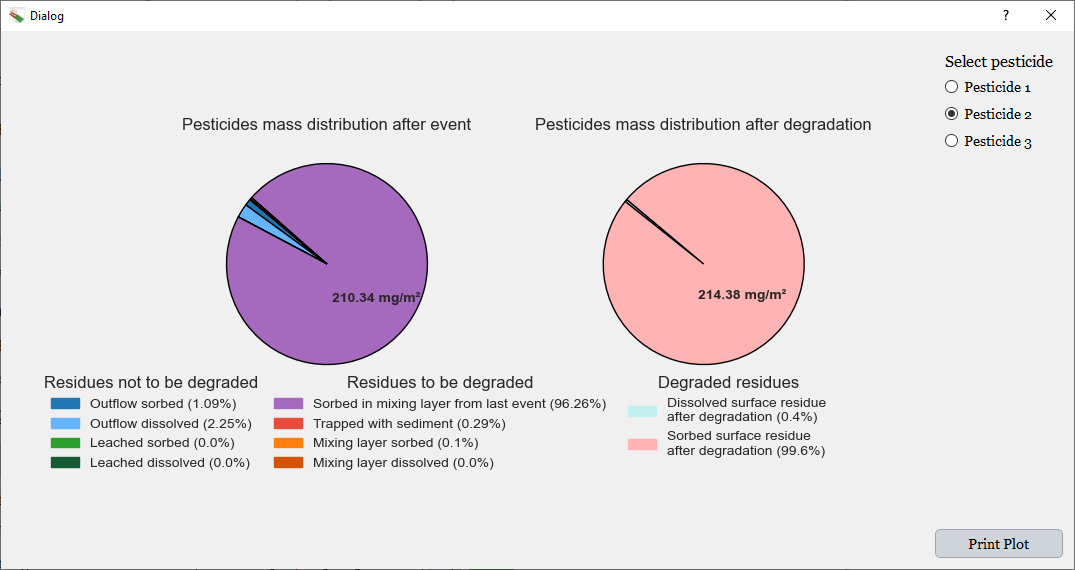 Dialog
?
Select pesticide
Pesticide 1
Pesticide 2
Pesticide 3
Pesticides mass distribution after event
210.34 mg/m²
Pesticides mass distribution after degradation
214.38 mg/m²
Residues not to be degraded
Outflow sorbed (1.09%)
Outflow dissolved (2.25%)
Leached sorbed (0.0%)
Leached dissolved (0.0%)
Residues to be degraded
Sorbed in mixing layer from last event (96.26%)
Trapped with sediment (0.29%)
Mixing layer sorbed (0.1%)
Mixing layer dissolved (0.0%)
Degraded residues
Dissolved surface residue
after degradation (0.4%)
Sorbed surface residue
after degradation (99.6%)
Print Plot